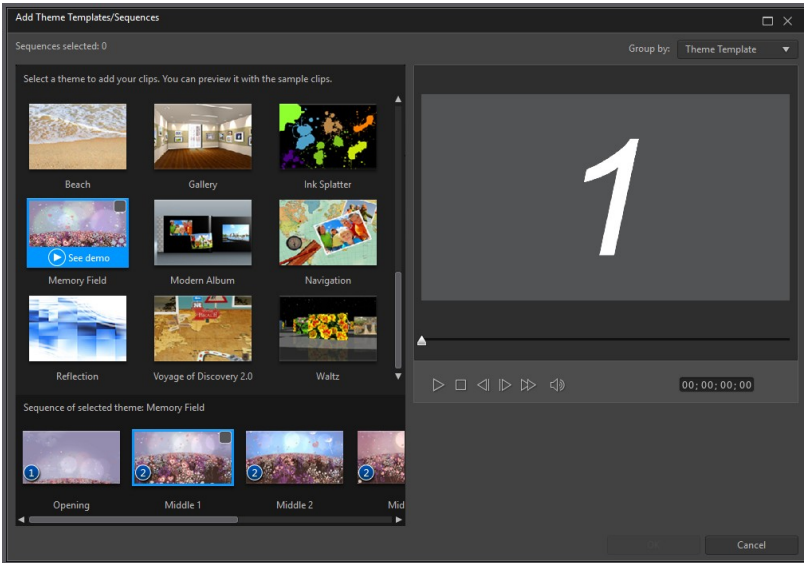 Add Theme Templates/Sequences
Sequences selected: 0
Group by: Theme Template
Select a theme to add your clips. You can preview it with the sample clips.
Beach Gallery Ink Splatter
See demo
Memory Field Modern Album Navigation
Reflection Voyage of Discovery 2.0 Waltz
1
00; 00; 00; 00
Sequence of selected theme: Memory Field
1 2 2 2
Opening Middle 1 Middle 2 Mid
Cancel